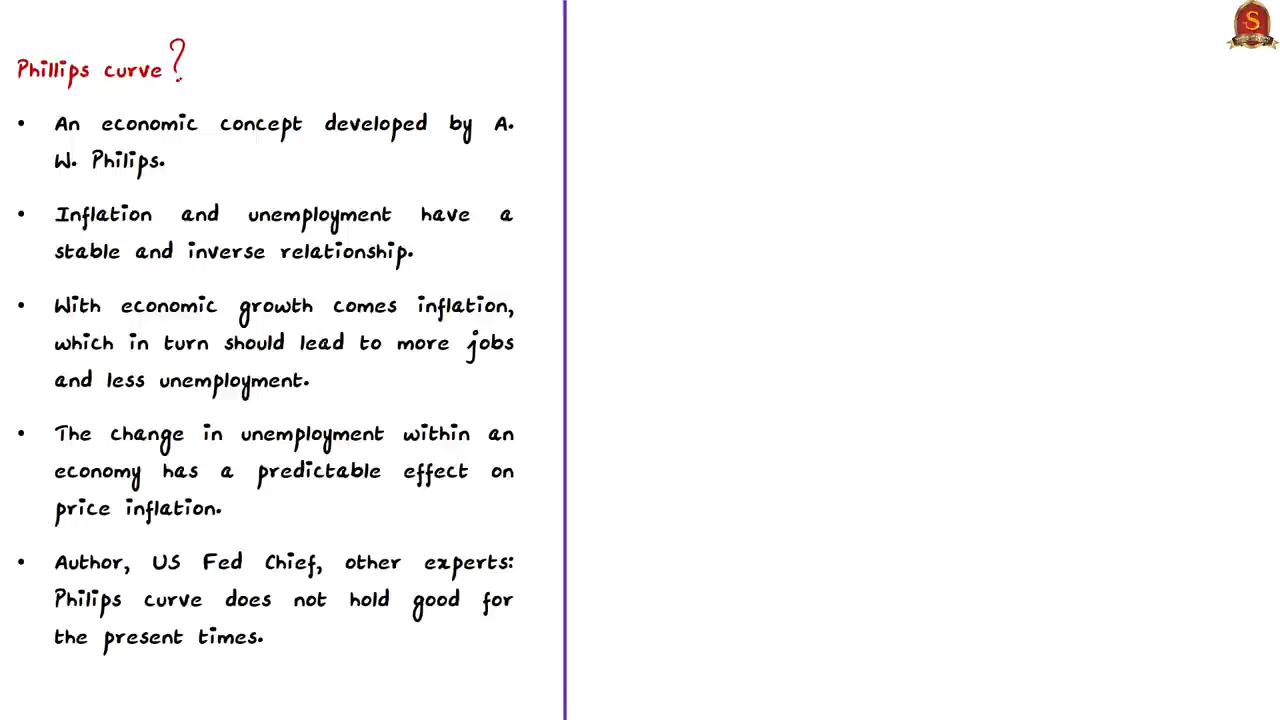 Phillips curve?
• An economic concept developed by A.
W. Philips.
• Inflation and unemployment have a
stable and inverse relationship.
• With economic growth comes inflation,
which in turn should lead to more jobs
and less unemployment.
• The change in unemployment within an
economy has a predictable effect on
price inflation.
• Author, US Fed Chief, other experts:
Philips curve does not hold good for
the present times.
S